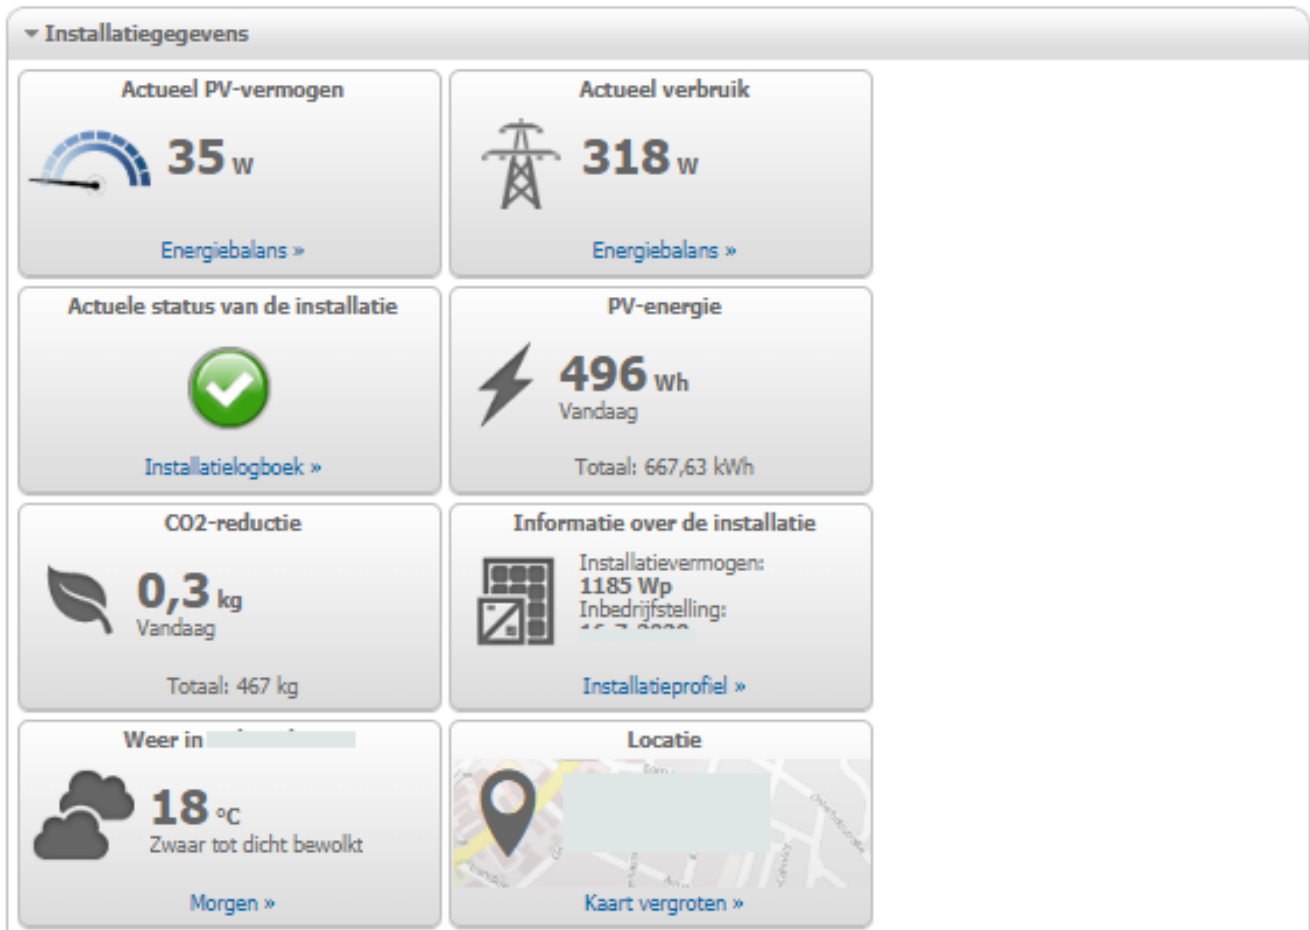 Installatiegegevens
Actueel PV-vermogen
35 W
Energiebalans »
Actueel verbruik
318 W
Energiebalans »
Actuele status van de installatie
Installatielogboek »
PV-energie
496 Wh
Vandaag
Totaal: 667,63 kWh
CO2-reductie
0,3 kg
Vandaag
Totaal: 467 kg
Informatie over de installatie
Installatievermogen:
1185 Wp
Inbedrijfstelling:
Installatieprofiel »
Weer in
18 °C
Zwaar tot dicht bewolkt
Morgen »
Locatie
Kaart vergroten »